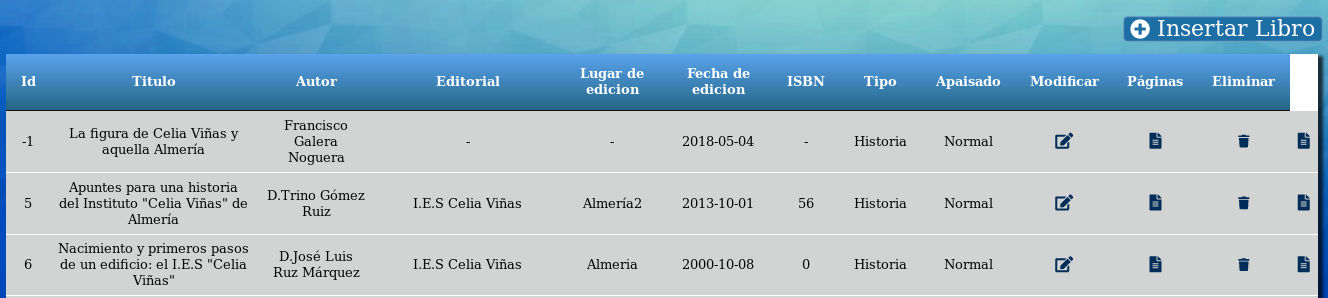 Insertar Libro
Id Titulo Autor Editorial Lugar de edicion Fecha de edicion ISBN Tipo Apaisado Modificar Páginas Eliminar
-1 La figura de Celia Viñas y aquella Almería Francisco Galera Noguera - - 2018-05-04 - Historia Normal
5 Apuntes para una historia del Instituto "Celia Viñas" de Almería D.Trino Gómez Ruiz I.E.S Celia Viñas Almería2 2013-10-01 56 Historia Normal
6 Nacimiento y primeros pasos de un edificio: el I.E.S "Celia Viñas" D.José Luis Ruz Márquez I.E.S Celia Viñas Almeria 2000-10-08 0 Historia Normal